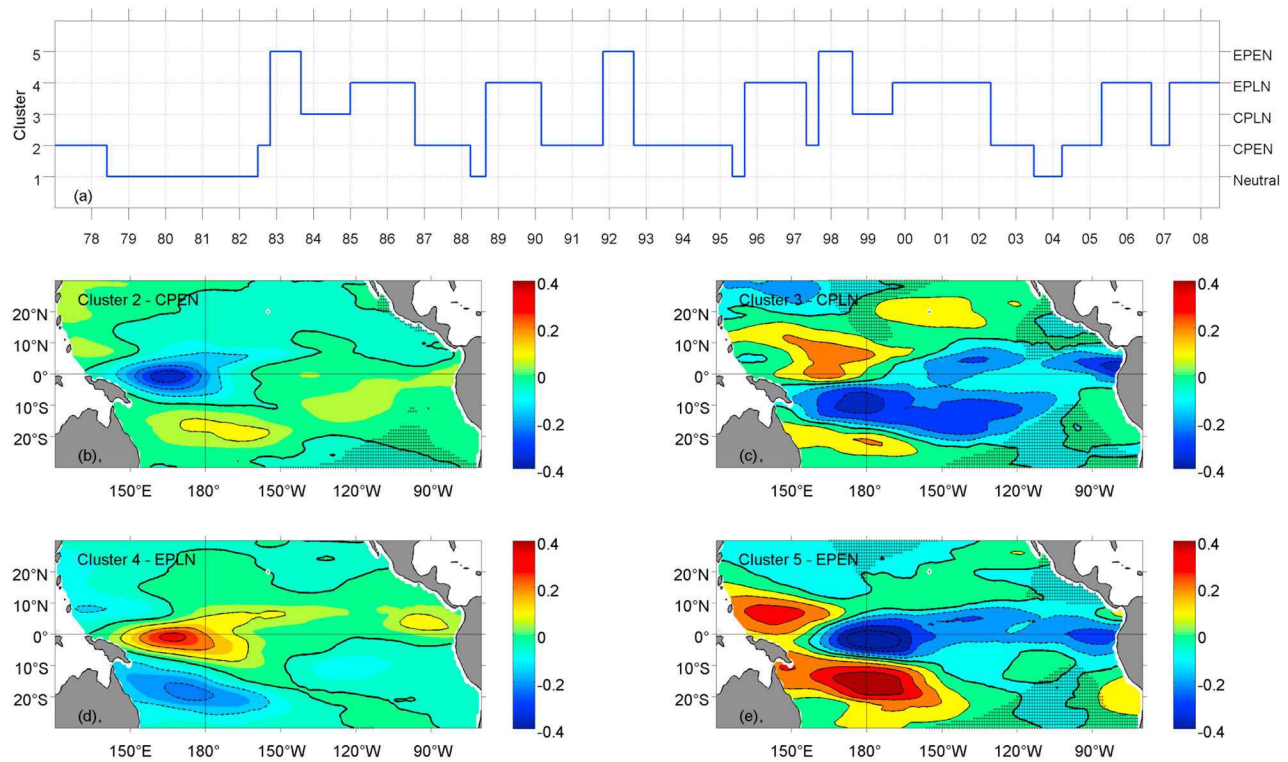 5 EPEN
4 EPLN
3 CPLN
2 CPEN
1 Neutral
Cluster
(a)
78 79 80 81 82 83 84 85 86 87 88 89 90 91 92 93 94 95 96 97 98 99 00 01 02 03 04 05 06 07 08
Cluster 2 - CPEN
20°N
10°N
0°
10°S
20°S
(b),
150°E 180° 150°W 120°W 90°W
0.4
0.2
0
-0.2
-0.4
Cluster 3 - CPLN
20°N
10°N
0°
10°S
20°S
(c),
150°E 180° 150°W 120°W 90°W
0.4
0.2
0
-0.2
-0.4
Cluster 4 - EPLN
20°N
10°N
0°
10°S
20°S
(d),
150°E 180° 150°W 120°W 90°W
0.4
0.2
0
-0.2
-0.4
Cluster 5 - EPEN
20°N
10°N
0°
10°S
20°S
(e),
150°E 180° 150°W 120°W 90°W
0.4
0.2
0
-0.2
-0.4